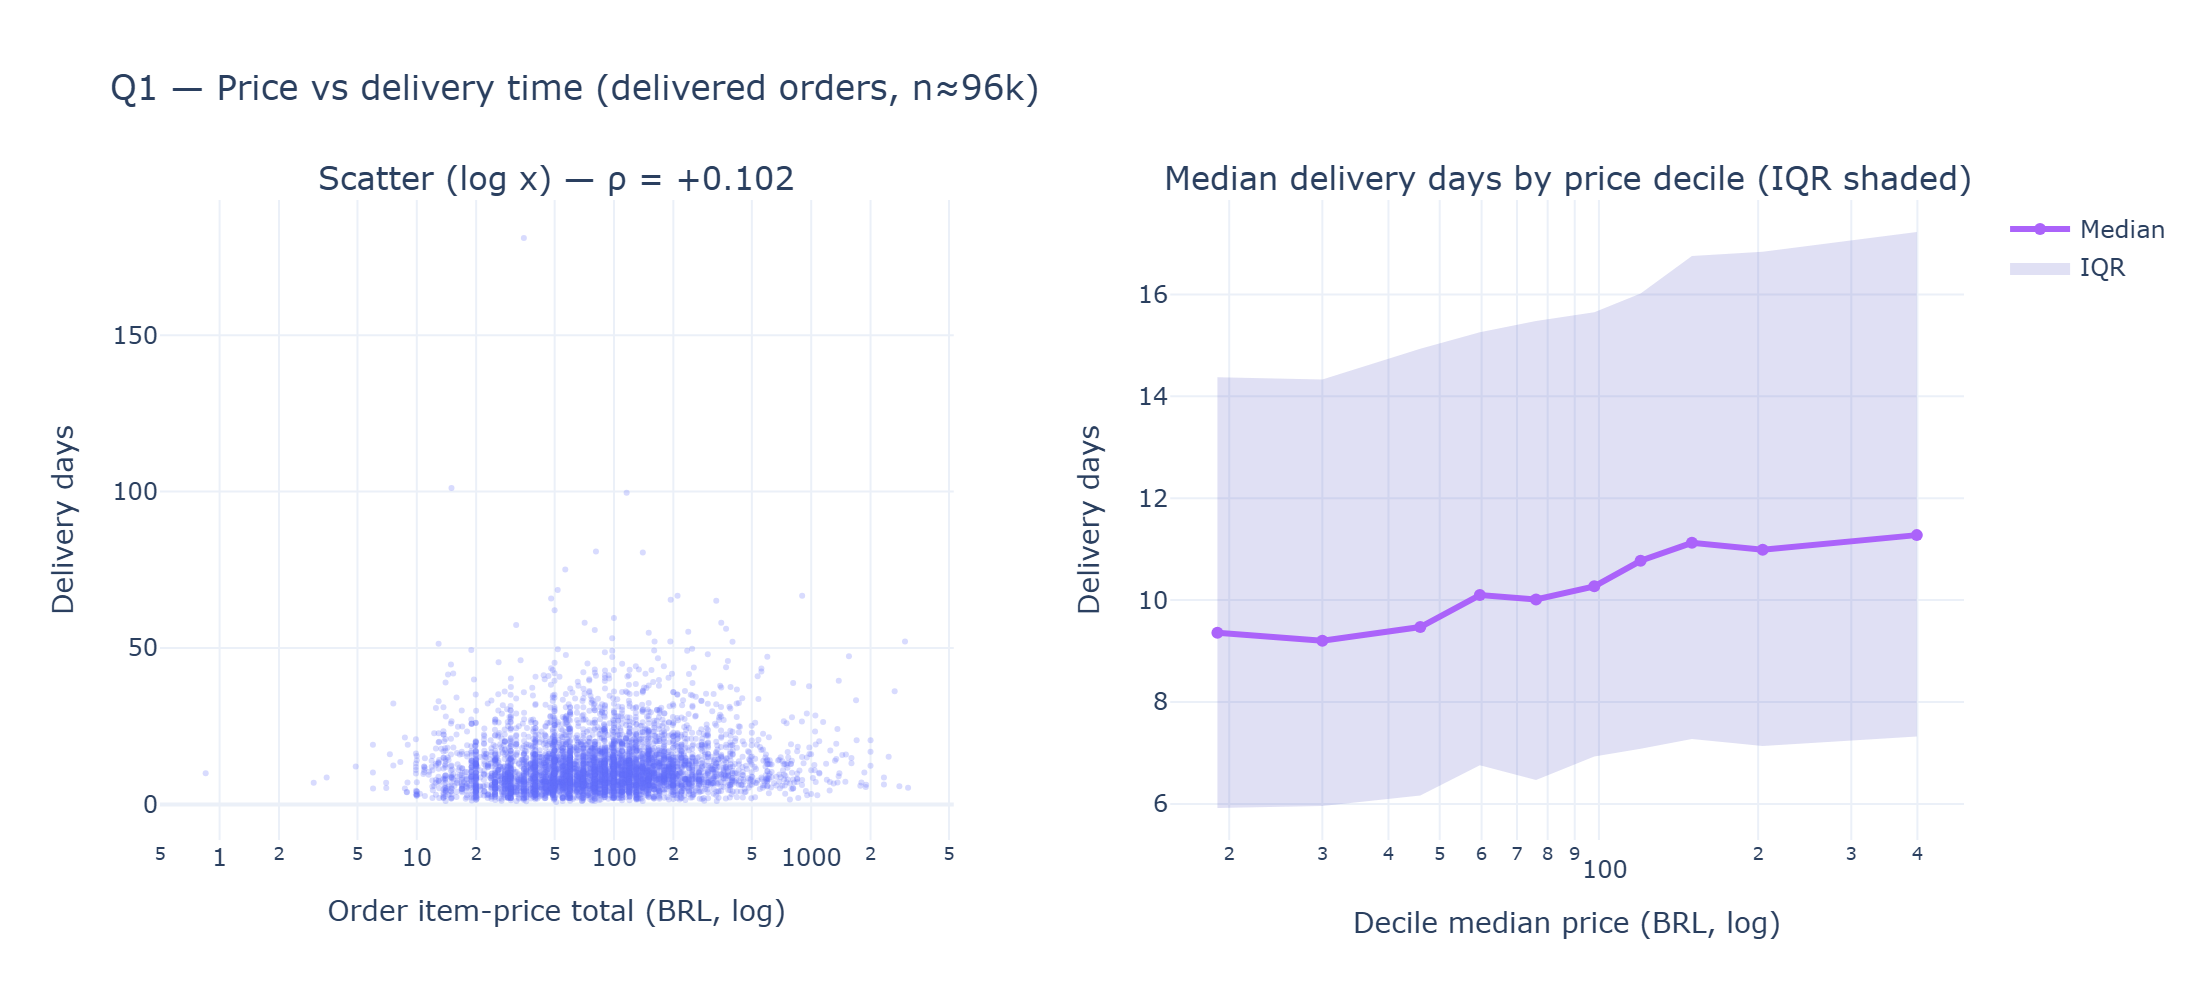 Q1 — Price vs delivery time (delivered orders, n≈96k)
Scatter (log x) — ρ = +0.102
Delivery days
150
100
50
0
5 1 2 5 10 2 5 100 2 5 1000 2 5
Order item-price total (BRL, log)
Median delivery days by price decile (IQR shaded)
Delivery days
16
14
12
10
8
6
2 3 4 5 6 7 8 9 100 2 3 4
Decile median price (BRL, log)
Median
IQR